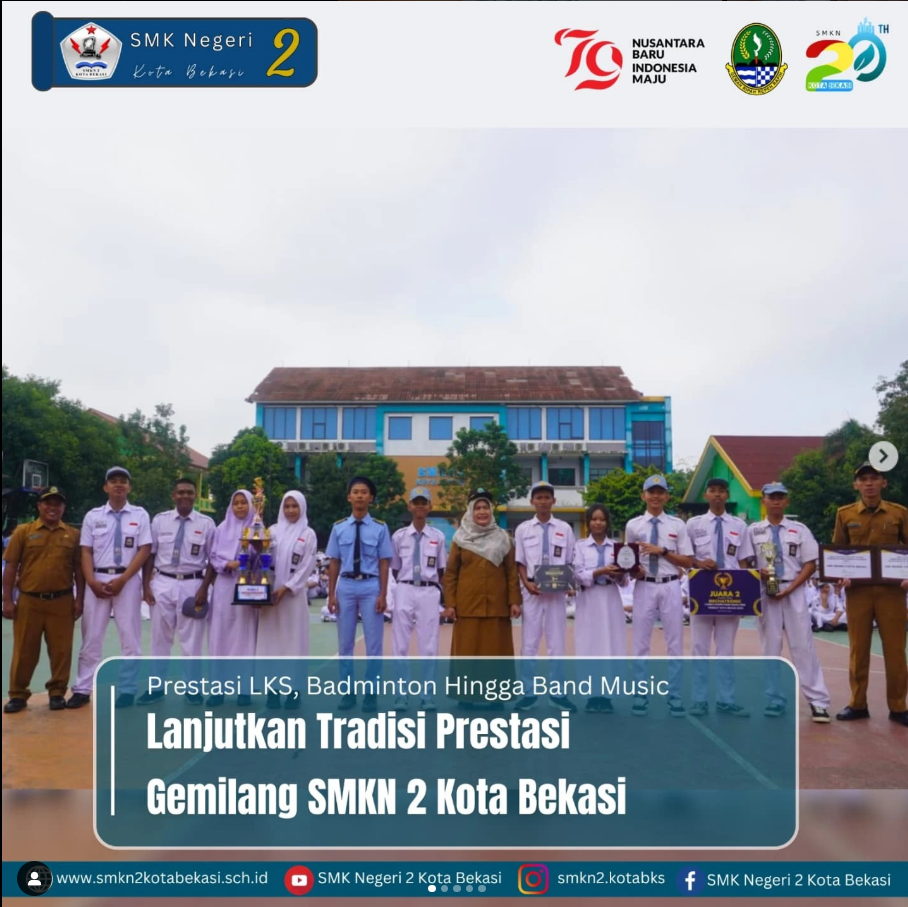 SMK Negeri 2
Kota Bekasi
79
NUSANTARA
BARU
INDONESIA
MAJU
SMKN
20 TH
KOTA BEKASI
JUARA 2
Prestasi LKS, Badminton Hingga Band Music
Lanjutkan Tradisi Prestasi
Gemilang SMKN 2 Kota Bekasi
www.smkn2kotabekasi.sch.id
SMK Negeri 2 Kota Bekasi
smkn2.kotabks
SMK Negeri 2 Kota Bekasi